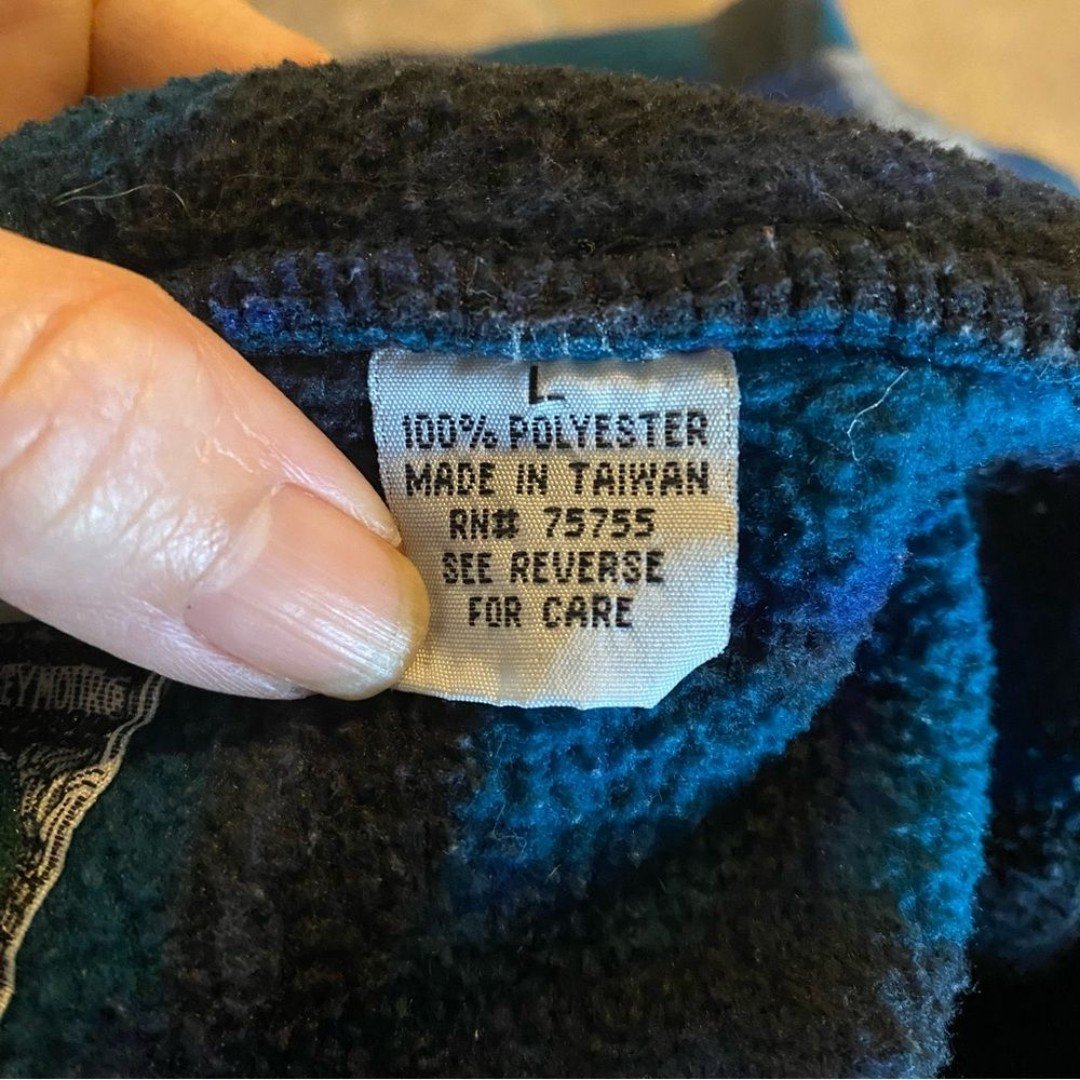 L
100% POLYESTER
MADE IN TAIWAN
RN# 75755
SEE REVERSE
FOR CARE